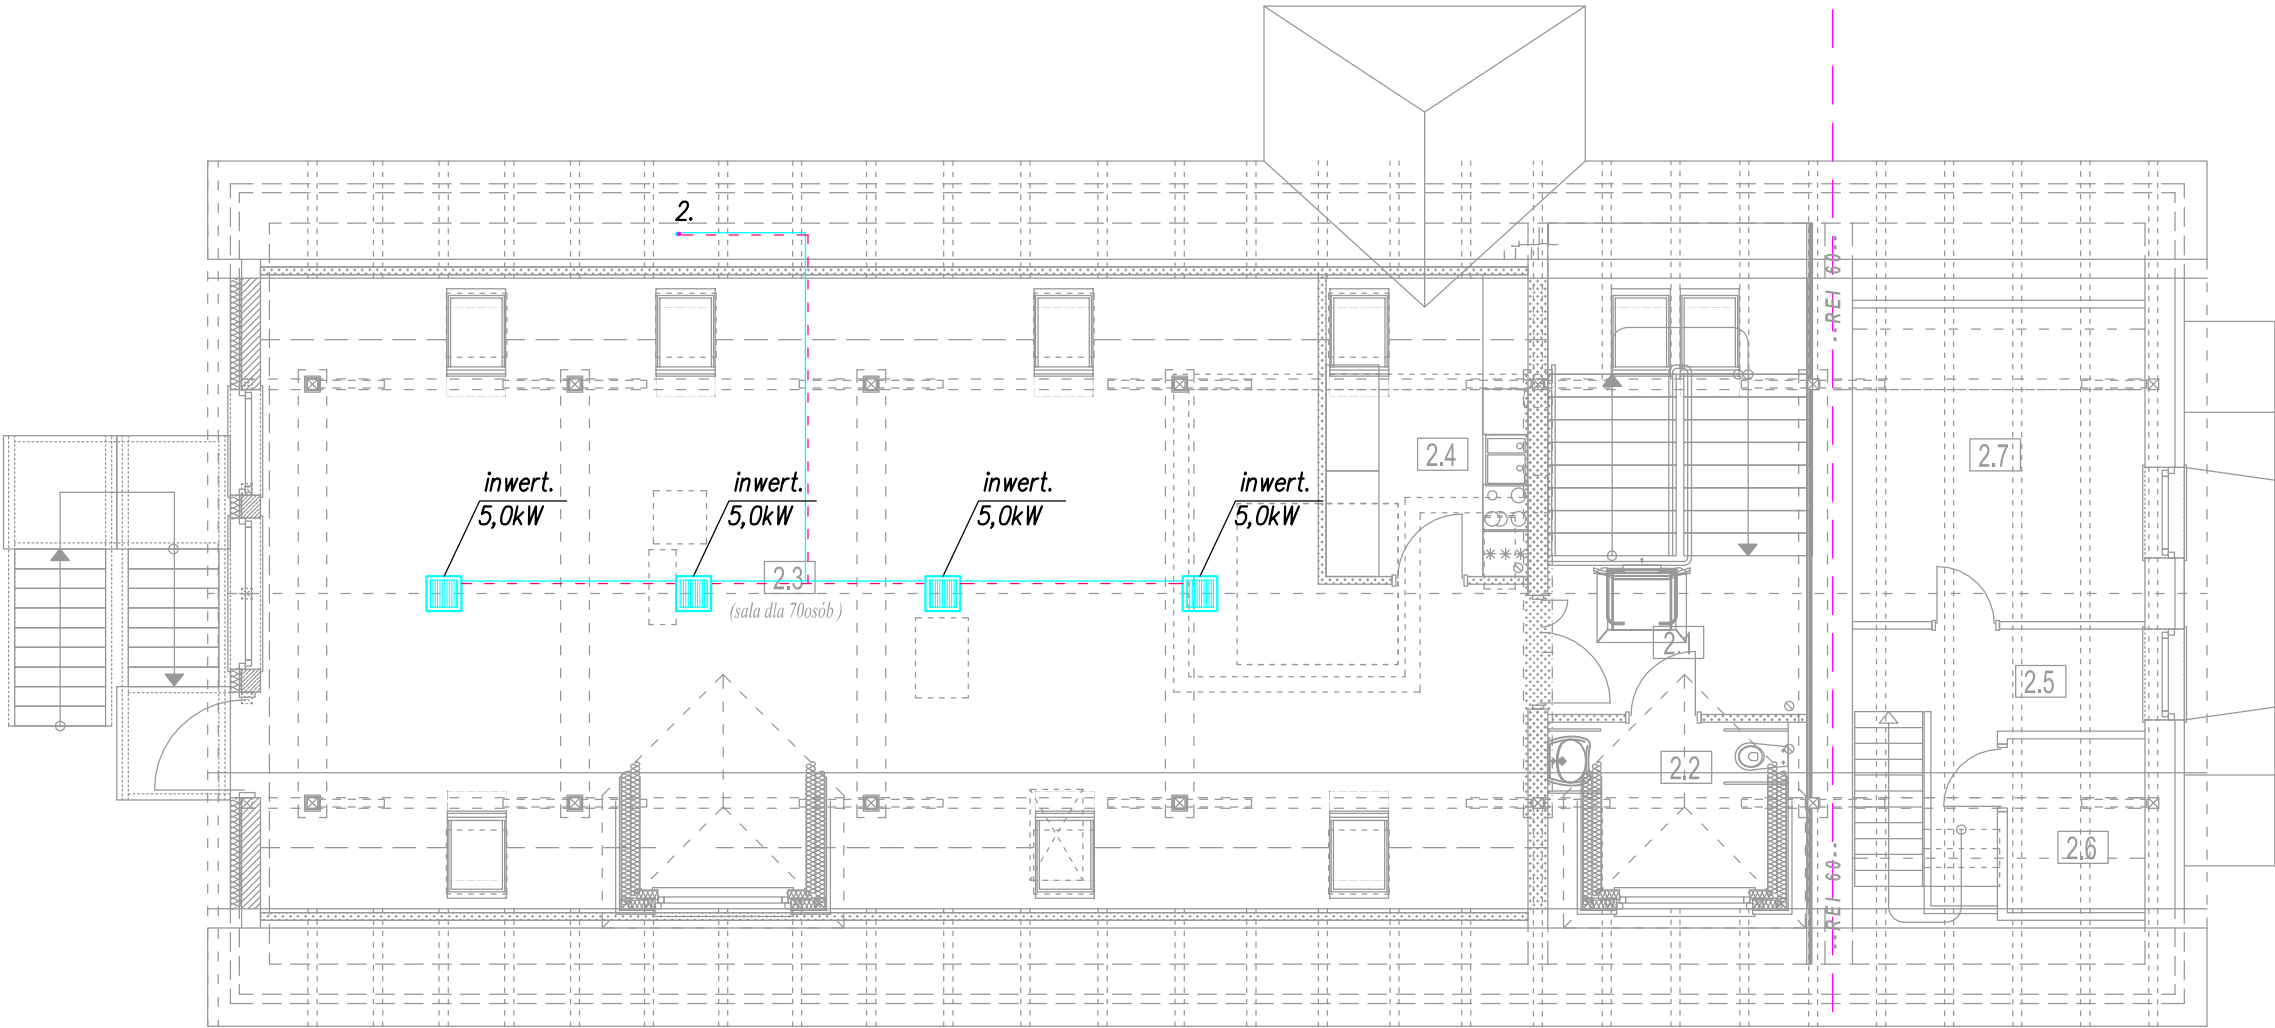 2.
..REI 60..
inwert.
5,0kW
inwert.
5,0kW
inwert.
5,0kW
inwert.
5,0kW
2.4
2.7
2.3
(sala dla 70osób)
2.1
2.5
2.2
2.6
..REI 60..